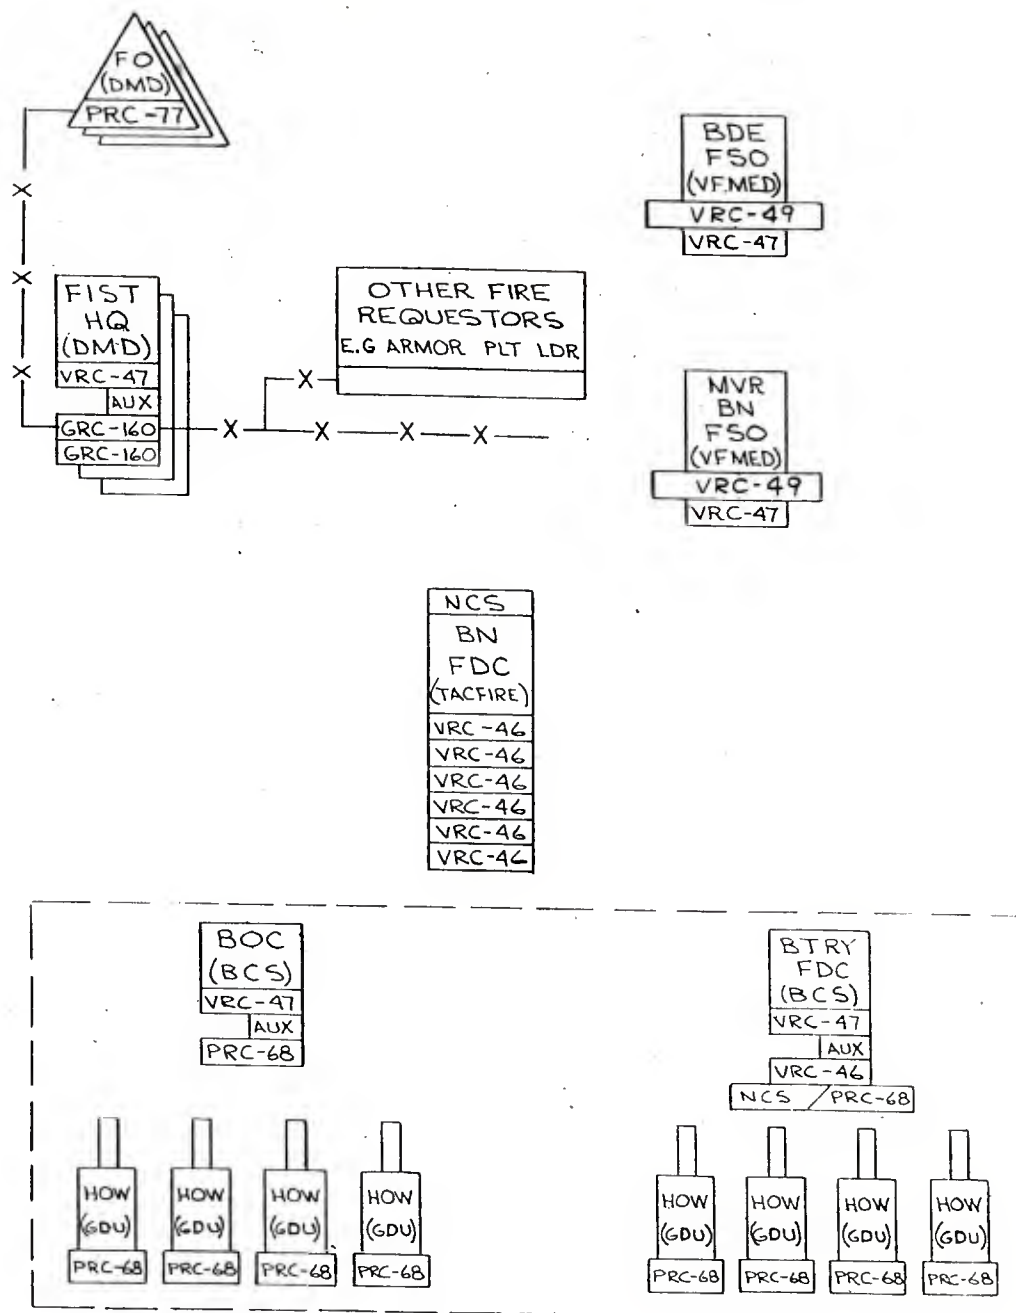 FO
(DMD)
PRC-77
BDE
FSO
(VFMED)
VRC-49
VRC-47
X
X
X
FIST
HQ
(DMD)
VRC-47
AUX
GRC-160
GRC-160
OTHER FIRE
REQUESTORS
E.G ARMOR PLT LDR
X
X
X
X
X
MVR
BN
FSO
(VFMED)
VRC-49
VRC-47
NCS
BN
FDC
(TACFIRE)
VRC-46
VRC-46
VRC-46
VRC-46
VRC-46
VRC-46
BOC
(BCS)
VRC-47
AUX
PRC-68
BTRY
FDC
(BCS)
VRC-47
AUX
VRC-46
NCS / PRC-68
HOW
(GDU)
PRC-68
HOW
(GDU)
PRC-68
HOW
(GDU)
PRC-68
HOW
(GDU)
PRC-68
HOW
(GDU)
PRC-68
HOW
(GDU)
PRC-68
HOW
(GDU)
PRC-68
HOW
(GDU)
PRC-68